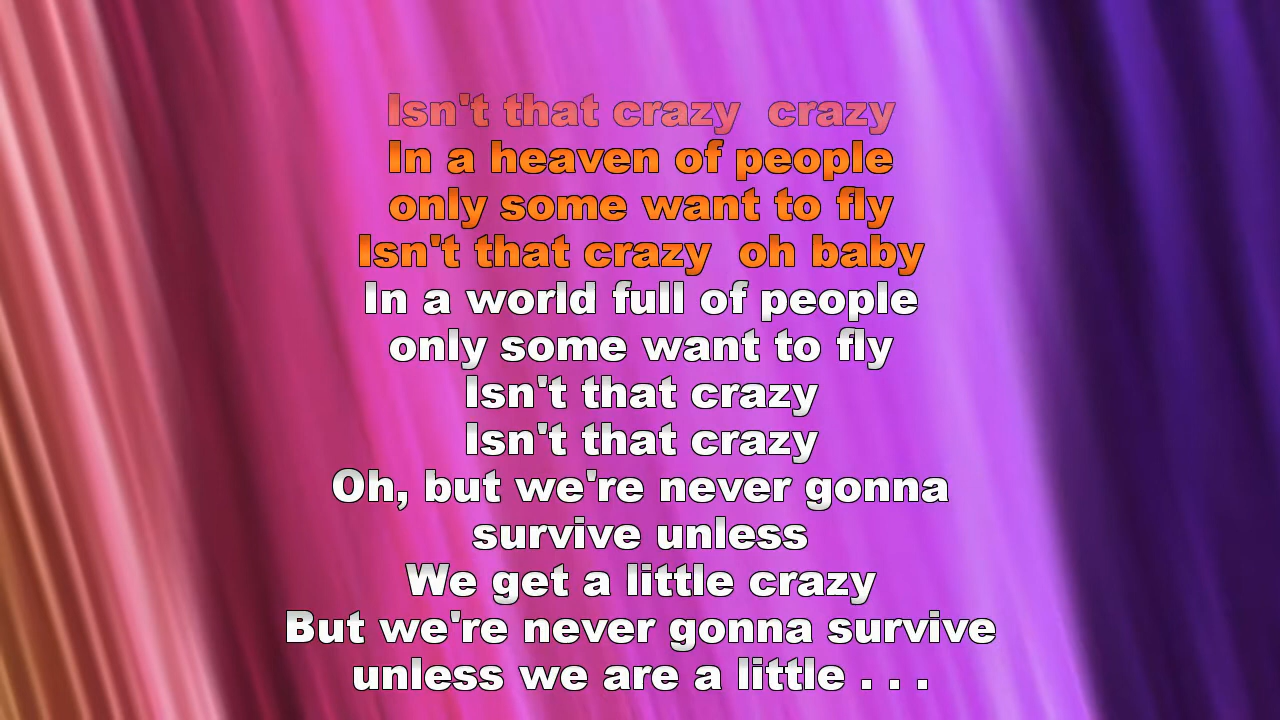 Isn't that crazy  crazy
In a heaven of people
only some want to fly
Isn't that crazy  oh baby
In a world full of people
only some want to fly
Isn't that crazy
Isn't that crazy
Oh, but we're never gonna
survive unless
We get a little crazy
But we're never gonna survive
unless we are a little . . .